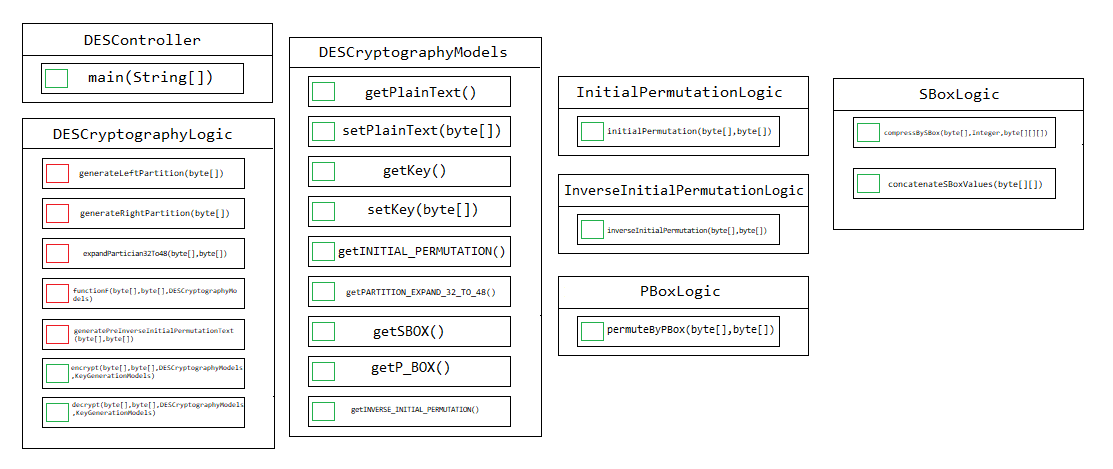 DESController
main(String[])
DESCryptographyLogic
generateLeftPartition(byte[])
generateRightPartition(byte[])
expandPartician32To48(byte[],byte[])
functionF(byte[],byte[],DESCryptographyMo
dels)
generatePreInverseInitialPermutationText
(byte[],byte[])
encrypt(byte[],byte[],DESCryptographyModels
,KeyGenerationModels)
decrypt(byte[],byte[],DESCryptographyModels
,KeyGenerationModels)
DESCryptographyModels
getPlainText()
setPlainText(byte[])
getKey()
setKey(byte[])
getINITIAL_PERMUTATION()
getPARTITION_EXPAND_32_TO_48()
getSBOX()
getP_BOX()
getINVERSE_INITIAL_PERMUTATION()
InitialPermutationLogic
initialPermutation(byte[],byte[])
InverseInitialPermutationLogic
inverseInitialPermutation(byte[],byte[])
PBoxLogic
permuteByPBox(byte[],byte[])
SBoxLogic
compressBySBox(byte[],Integer,byte[][][])
concatenateSBoxValues(byte[][])